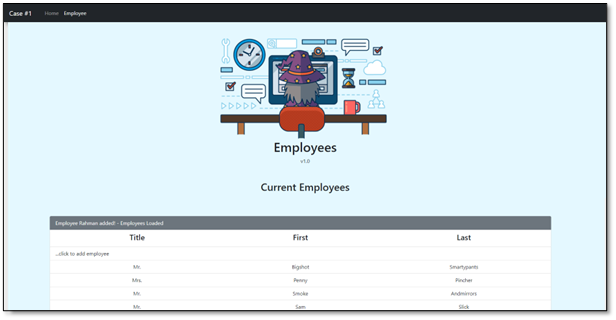 Case #1 Home Employee
Employees
v1.0
Current Employees
Employee Rahman added! - Employees Loaded
Title First Last
...click to add employee
Mr. Bigshot Smartypants
Mrs. Penny Pincher
Mr. Smoke Andmirrors
Mr. Sam Slick